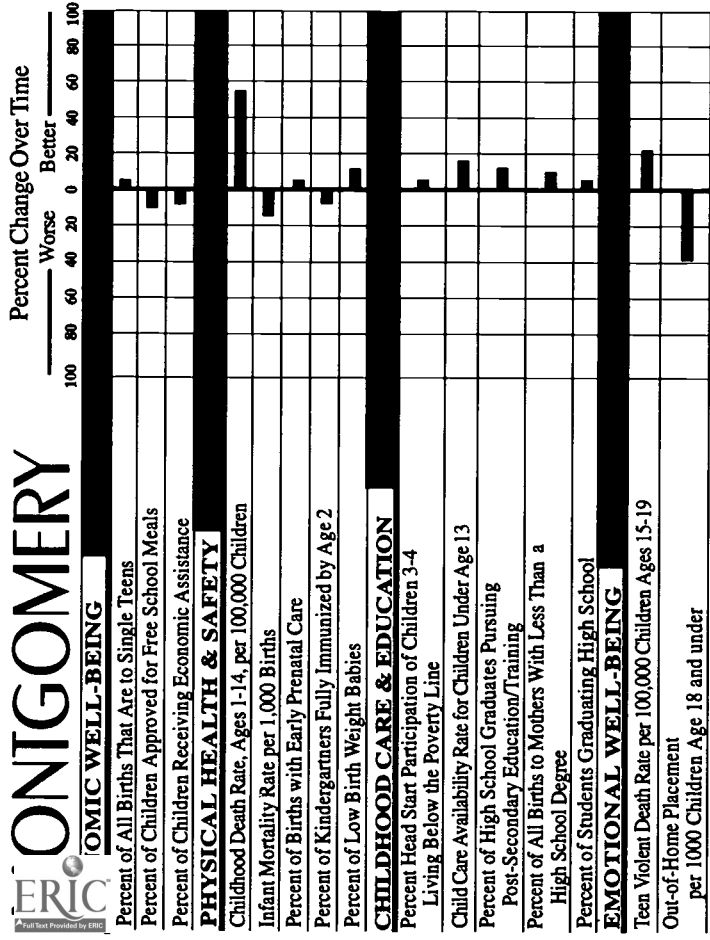 ONTGOMERY
Percent Change Over Time
Worse Better
100 80 60 40 20 0 20 40 60 80 100
OMIC WELL-BEING
Percent of All Births That Are to Single Teens
Percent of Children Approved for Free School Meals
Percent of Children Receiving Economic Assistance
PHYSICAL HEALTH & SAFETY
Childhood Death Rate, Ages 1-14, per 100,000 Children
Infant Mortality Rate per 1,000 Births
Percent of Births with Early Prenatal Care
Percent of Kindergartners Fully Immunized by Age 2
Percent of Low Birth Weight Babies
CHILDHOOD CARE & EDUCATION
Percent Head Start Participation of Children 3-4
Living Below the Poverty Line
Child Care Availability Rate for Children Under Age 13
Percent of High School Graduates Pursuing
Post-Secondary Education/Training
Percent of All Births to Mothers With Less Than a
High School Degree
Percent of Students Graduating High School
EMOTIONAL WELL-BEING
Teen Violent Death Rate per 100,000 Children Ages 15-19
Out-of-Home Placement
per 1000 Children Age 18 and under
ERIC
Full Text Provided by ERIC